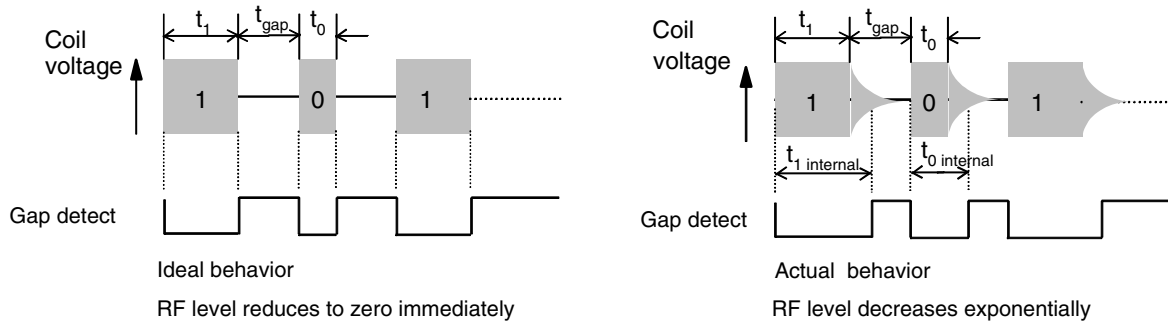 t1 tgap t0
Coil
voltage
1 0 1
Gap detect
Ideal behavior
RF level reduces to zero immediately
t1 tgap t0
Coil
voltage
1 0 1
t1 internal t0 internal
Gap detect
Actual behavior
RF level decreases exponentially